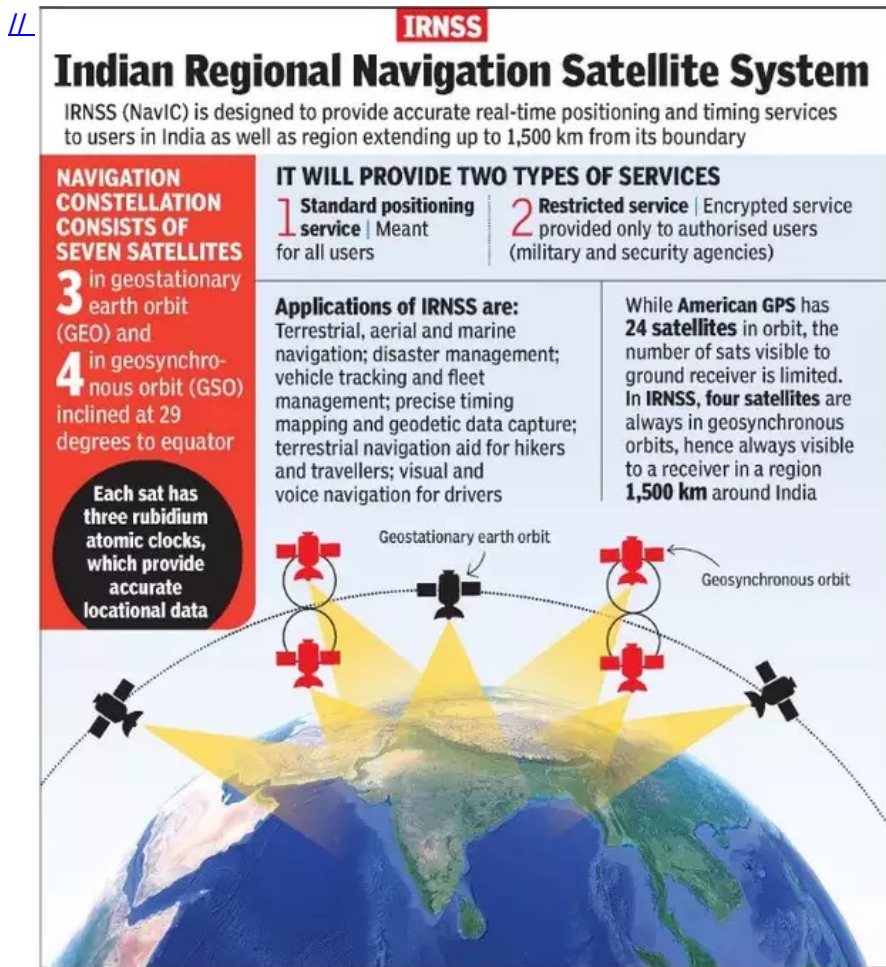 //
IRNSS
Indian Regional Navigation Satellite System
IRNSS (NavIC) is designed to provide accurate real-time positioning and timing services
to users in India as well as region extending up to 1,500 km from its boundary
NAVIGATION
CONSTELLATION
CONSISTS OF
SEVEN SATELLITES
3 in geostationary
earth orbit
(GEO) and
4 in geosynchro-
nous orbit (GSO)
inclined at 29
degrees to equator
Each sat has
three rubidium
atomic clocks,
which provide
accurate
locational data
IT WILL PROVIDE TWO TYPES OF SERVICES
1 Standard positioning
service | Meant
for all users
2 Restricted service | Encrypted service
provided only to authorised users
(military and security agencies)
Applications of IRNSS are:
Terrestrial, aerial and marine
navigation; disaster management;
vehicle tracking and fleet
management; precise timing
mapping and geodetic data capture;
terrestrial navigation aid for hikers
and travellers; visual and
voice navigation for drivers
While American GPS has
24 satellites in orbit, the
number of sats visible to
ground receiver is limited.
In IRNSS, four satellites are
always in geosynchronous
orbits, hence always visible
to a receiver in a region
1,500 km around India
Geostationary earth orbit
Geosynchronous orbit